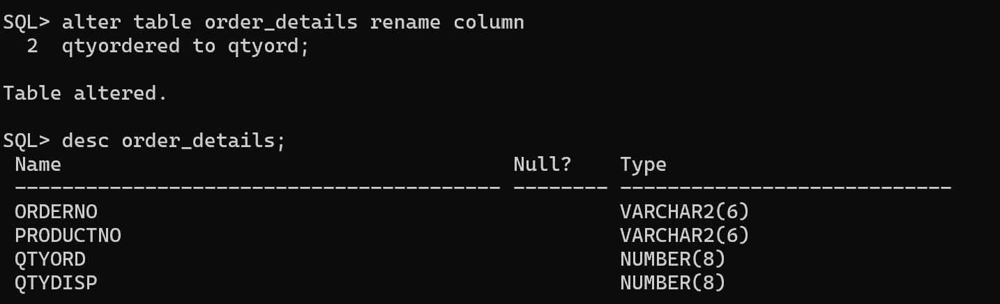 SQL> alter table order_details rename column
  2  qtyordered to qtyord;
Table altered.
SQL> desc order_details;
 Name                                      Null?    Type
 ----------------------------------------- -------- ----------------------------
 ORDERNO                                            VARCHAR2(6)
 PRODUCTNO                                          VARCHAR2(6)
 QTYORD                                             NUMBER(8)
 QTYDISP                                            NUMBER(8)